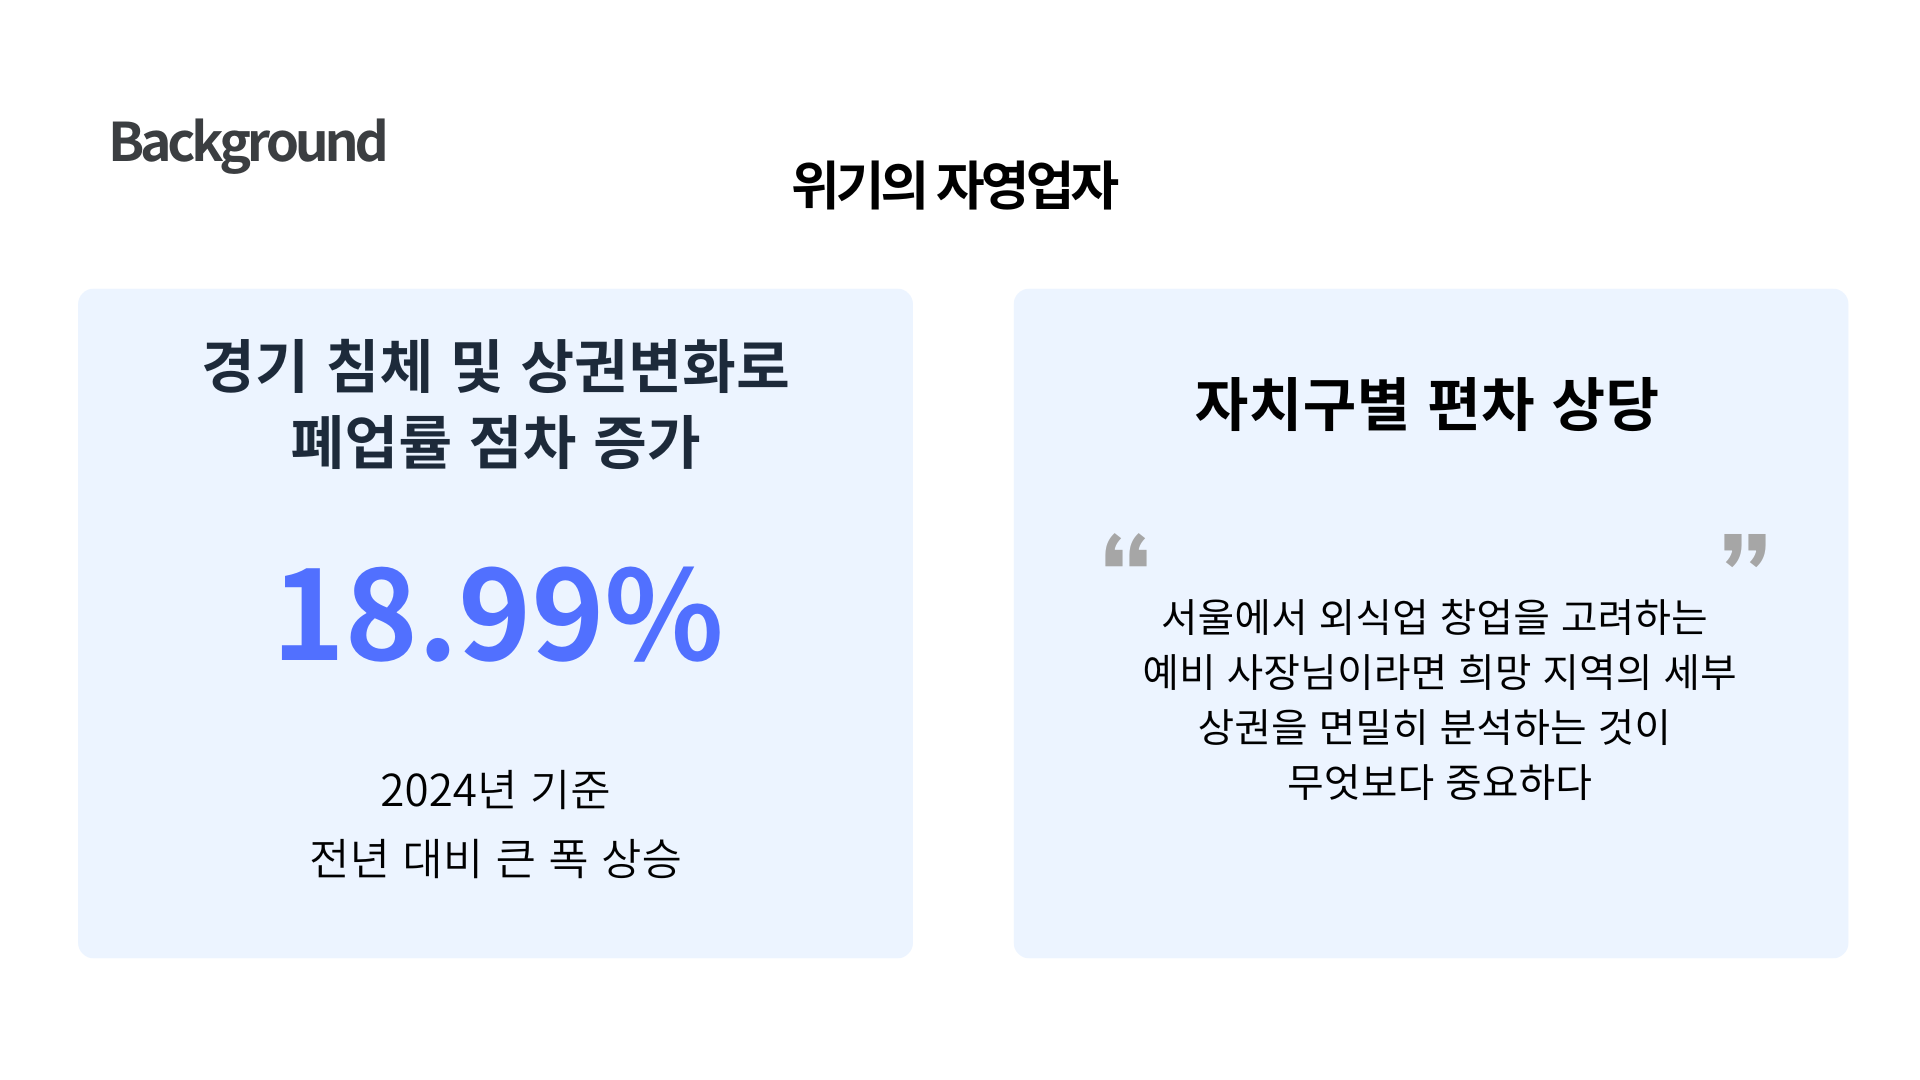 Background
위기의 자영업자
경기 침체 및 상권변화로
폐업률 점차 증가
18.99%
2024년 기준
전년 대비 큰 폭 상승
자치구별 편차 상당
“ ”
서울에서 외식업 창업을 고려하는
예비 사장님이라면 희망 지역의 세부
상권을 면밀히 분석하는 것이
무엇보다 중요하다